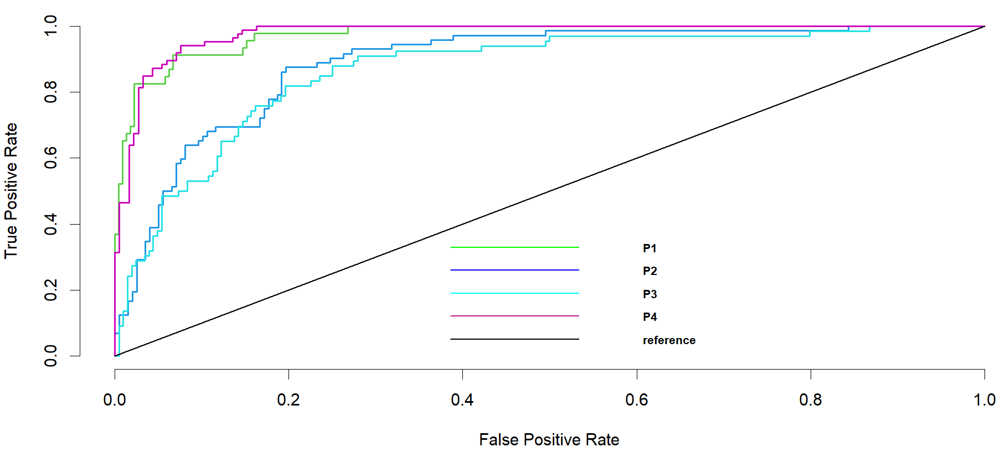 True Positive Rate
1.0
0.8
0.6
0.4
0.2
0.0
P1
P2
P3
P4
reference
0.0 0.2 0.4 0.6 0.8 1.0
False Positive Rate